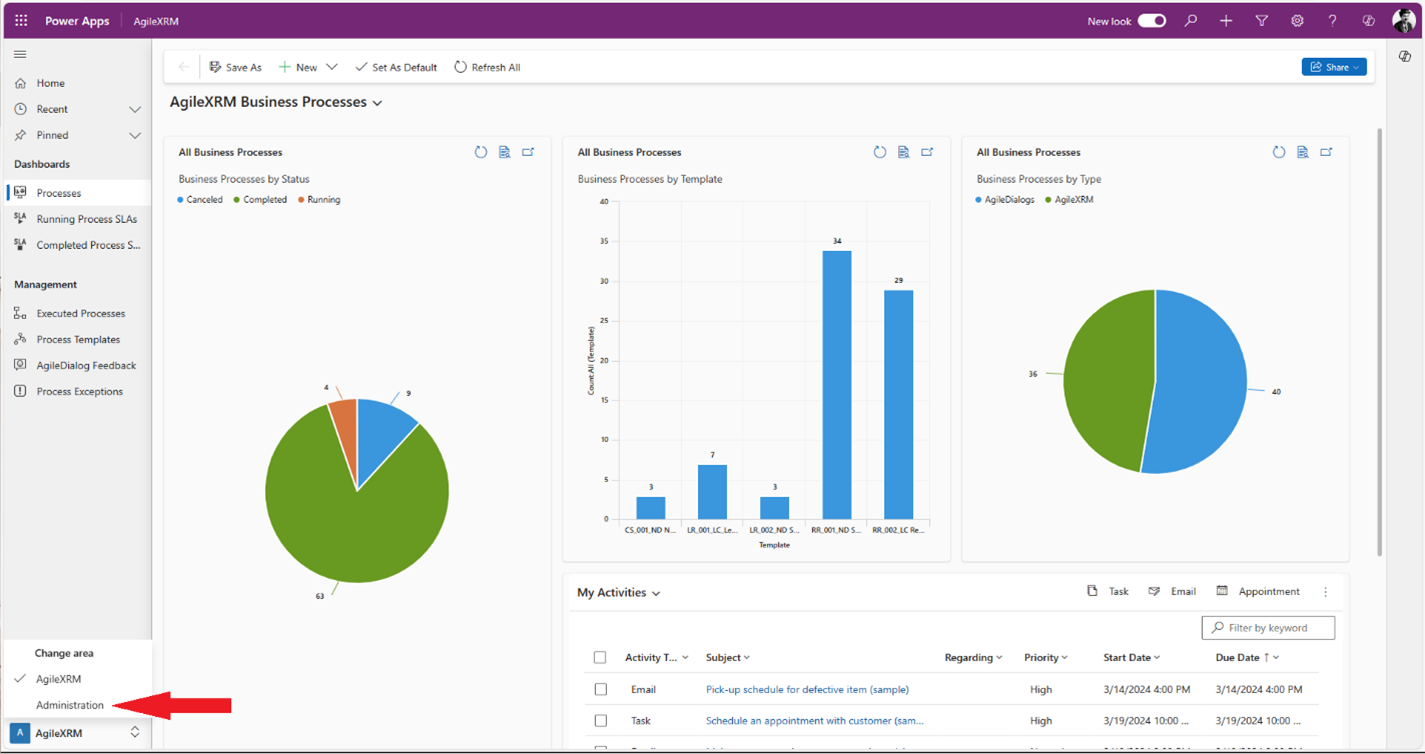 Power Apps AgileXRM New look
Home
Recent
Pinned
Dashboards
Processes
SLA Running Process SLAs
SLA Completed Process S...
Management
Executed Processes
Process Templates
AgileDialog Feedback
Process Exceptions
Change area
AgileXRM
Administration
A AgileXRM
Save As New Set As Default Refresh All Share
AgileXRM Business Processes
All Business Processes
Business Processes by Status
Canceled Completed Running
4
9
63
All Business Processes
Business Processes by Template
40
35
30
25
20
15
10
5
0
Count:All (Template)
3
7
3
34
29
CS_001_ND N... LR_001_LC_Le... LR_002_ND S... RR_001_ND S... RR_002_LC Re...
Template
All Business Processes
Business Processes by Type
AgileDialogs AgileXRM
36
40
My Activities Task Email Appointment
Filter by keyword
Activity T... Subject Regarding Priority Start Date Due Date ↑
Email Pick-up schedule for defective item (sample) High 3/14/2024 4:00 PM 3/14/2024 4:00 PM
Task Schedule an appointment with customer (sam... High 3/19/2024 10:00 ... 3/19/2024 10:00 ...